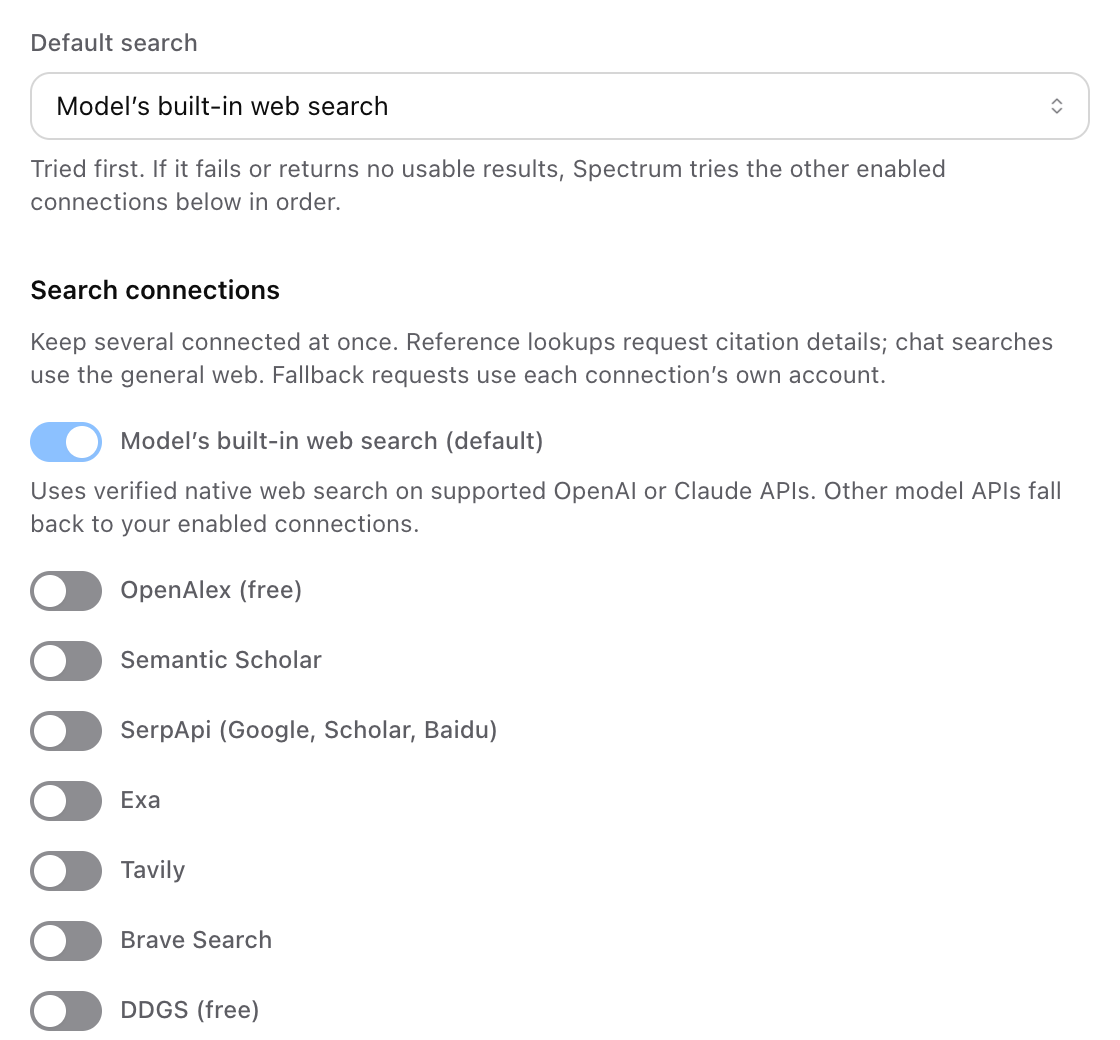 Default search
Model’s built-in web search
Tried first. If it fails or returns no usable results, Spectrum tries the other enabled
connections below in order.
Search connections
Keep several connected at once. Reference lookups request citation details; chat searches
use the general web. Fallback requests use each connection’s own account.
Model’s built-in web search (default)
Uses verified native web search on supported OpenAI or Claude APIs. Other model APIs fall
back to your enabled connections.
OpenAlex (free)
Semantic Scholar
SerpApi (Google, Scholar, Baidu)
Exa
Tavily
Brave Search
DDGS (free)